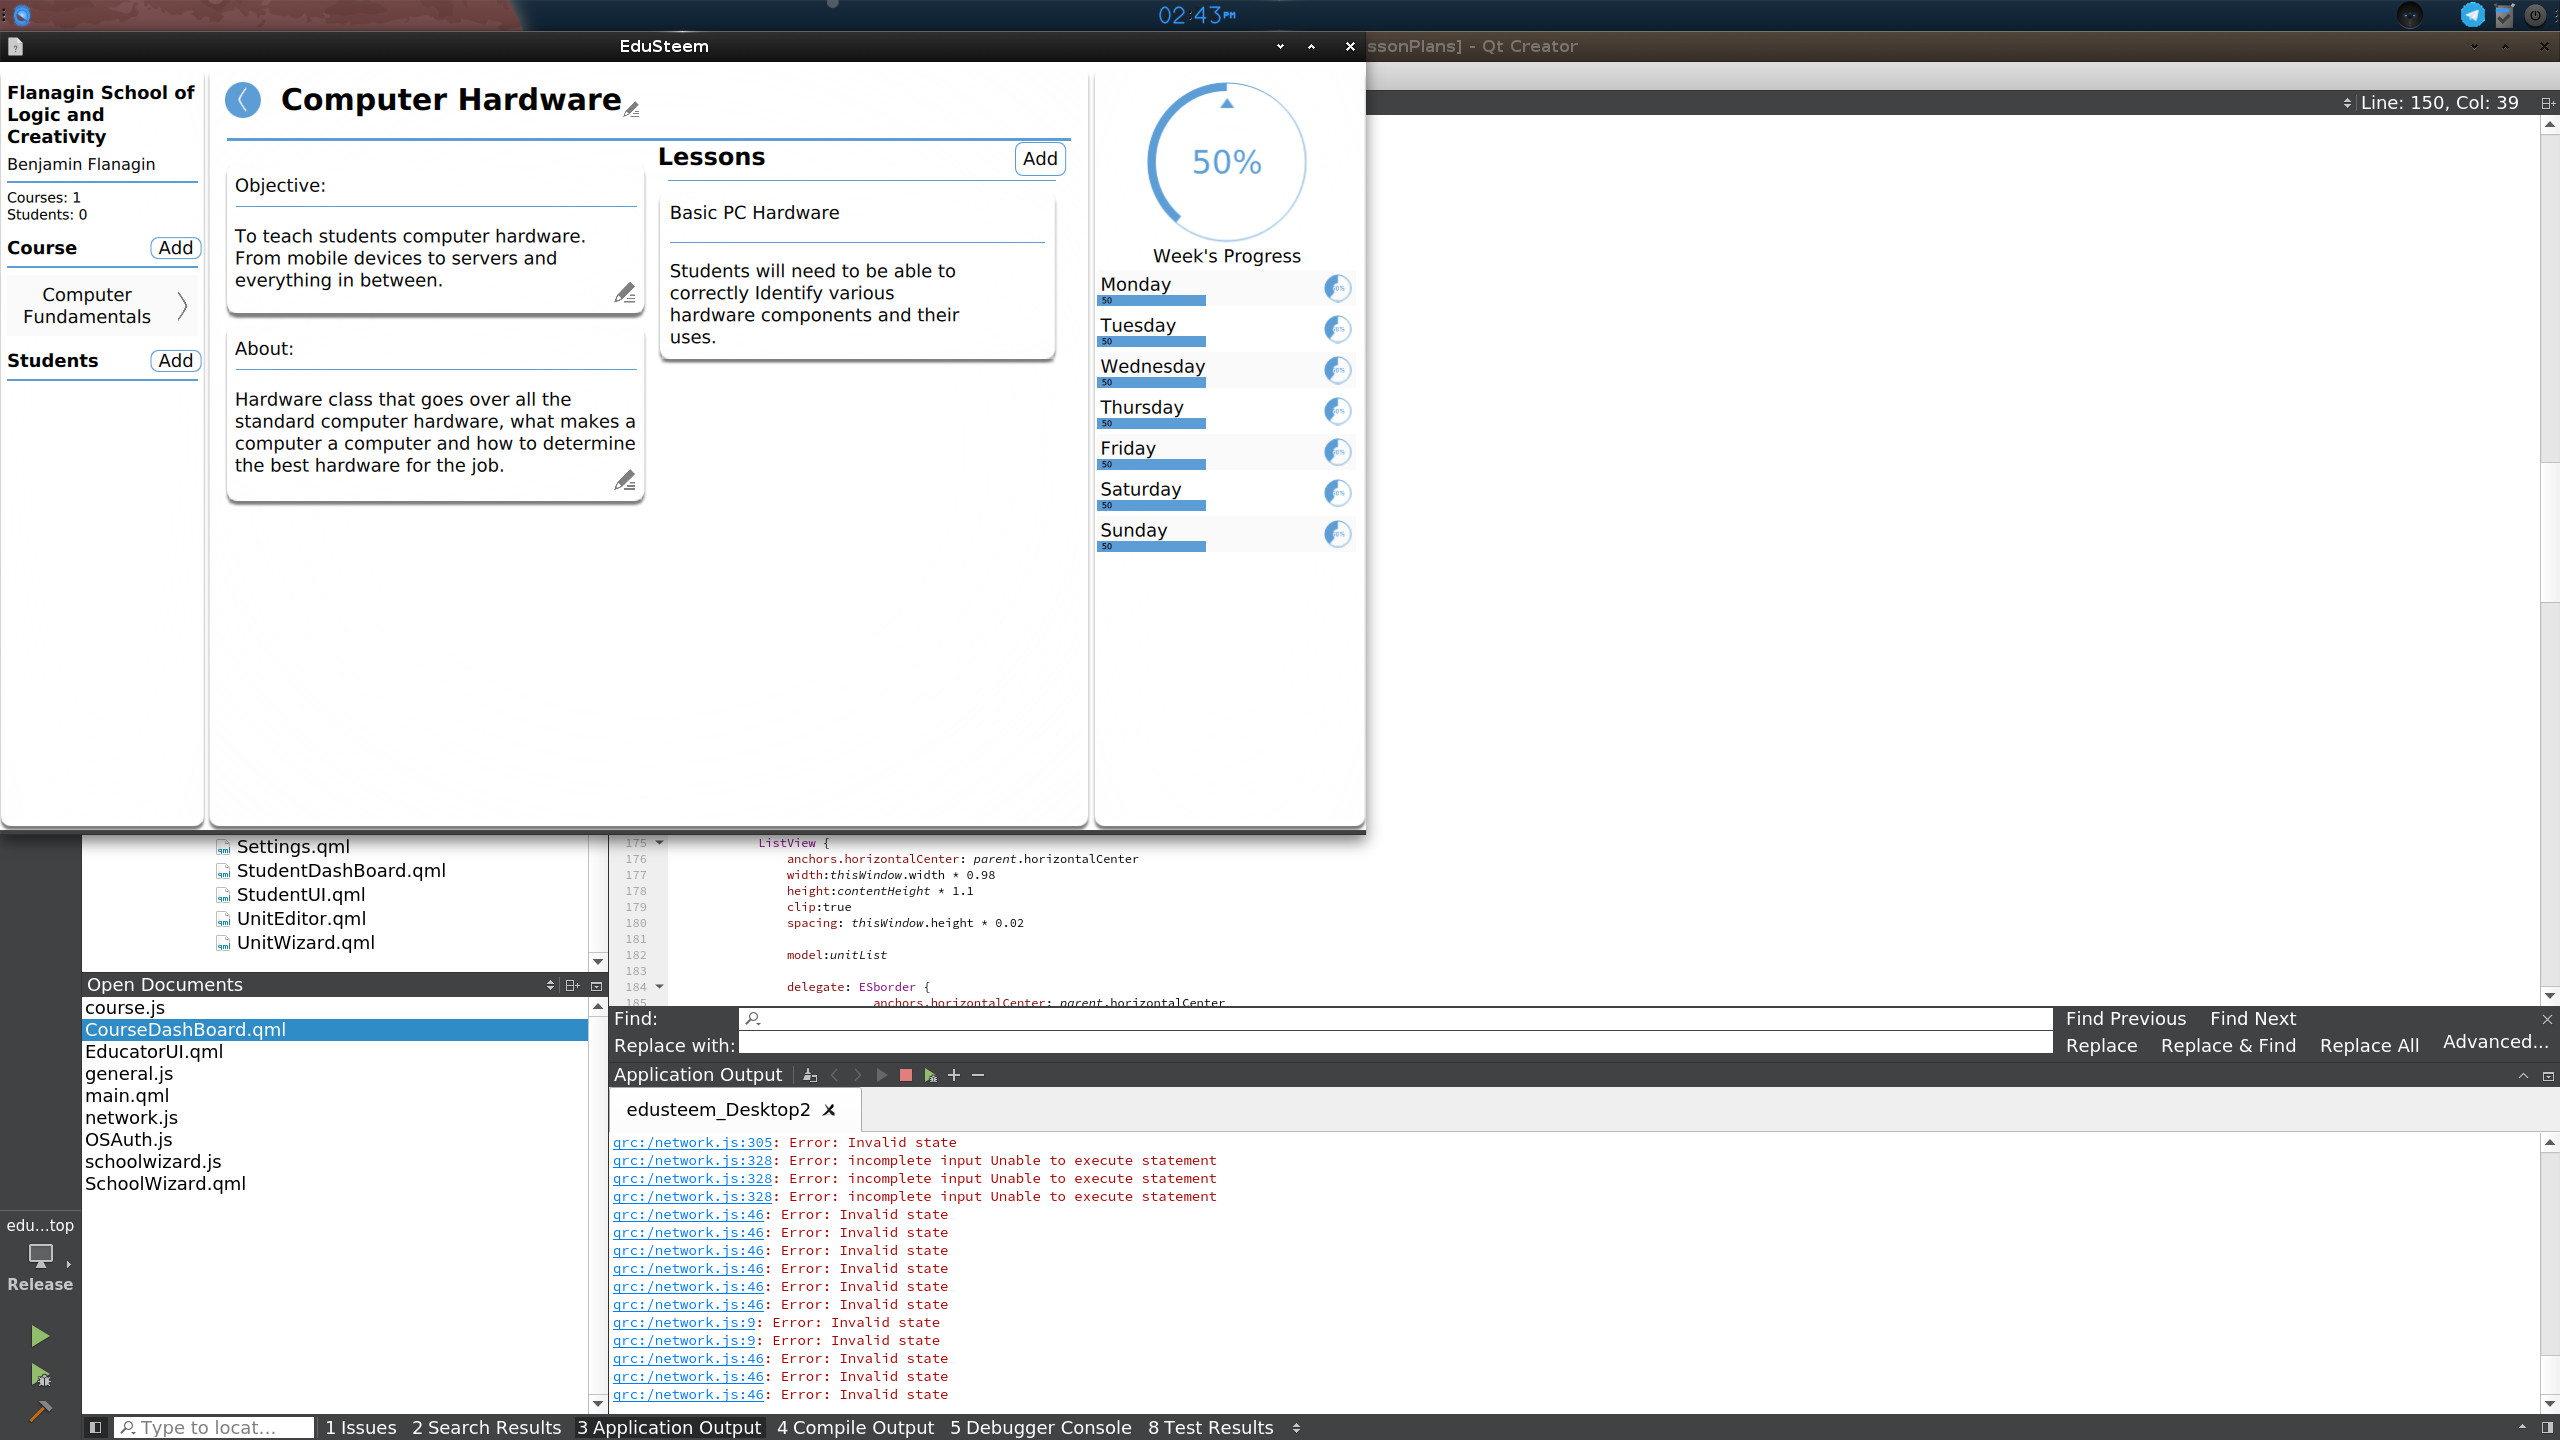 02:43PM
EduSteem
ssonPlans] - Qt Creator
Line: 150, Col: 39
Flanagin School of
Logic and
Creativity
Benjamin Flanagin
Courses: 1
Students: 0
Course
Add
Computer
Fundamentals
Students
Add
Computer Hardware
Objective:
To teach students computer hardware.
From mobile devices to servers and
everything in between.
About:
Hardware class that goes over all the
standard computer hardware, what makes a
computer a computer and how to determine
the best hardware for the job.
Lessons
Add
Basic PC Hardware
Students will need to be able to
correctly Identify various
hardware components and their
uses.
50%
Week's Progress
Monday
50
Tuesday
50
Wednesday
50
Thursday
50
Friday
50
Saturday
50
Sunday
50
Settings.qml
StudentDashBoard.qml
StudentUI.qml
UnitEditor.qml
UnitWizard.qml
Open Documents
course.js
CourseDashBoard.qml
EducatorUI.qml
general.js
main.qml
network.js
OSAuth.js
schoolwizard.js
SchoolWizard.qml
175 ListView {
176 anchors.horizontalCenter: parent.horizontalCenter
177 width:thisWindow.width * 0.98
178 height:contentHeight * 1.1
179 clip:true
180 spacing: thisWindow.height * 0.02
181
182 model:unitList
183
184 delegate: ESborder {
185 anchors.horizontalCenter: parent.horizontalCenter
Find:
Find Previous Find Next
Replace with:
Replace Replace & Find Replace All Advanced...
Application Output
edusteem_Desktop2
qrc:/network.js:305: Error: Invalid state
qrc:/network.js:328: Error: incomplete input Unable to execute statement
qrc:/network.js:328: Error: incomplete input Unable to execute statement
qrc:/network.js:328: Error: incomplete input Unable to execute statement
qrc:/network.js:46: Error: Invalid state
qrc:/network.js:46: Error: Invalid state
qrc:/network.js:46: Error: Invalid state
qrc:/network.js:46: Error: Invalid state
qrc:/network.js:46: Error: Invalid state
qrc:/network.js:46: Error: Invalid state
qrc:/network.js:9: Error: Invalid state
qrc:/network.js:9: Error: Invalid state
qrc:/network.js:46: Error: Invalid state
qrc:/network.js:46: Error: Invalid state
qrc:/network.js:46: Error: Invalid state
edu...top
Release
Type to locat...
1 Issues 2 Search Results 3 Application Output 4 Compile Output 5 Debugger Console 8 Test Results